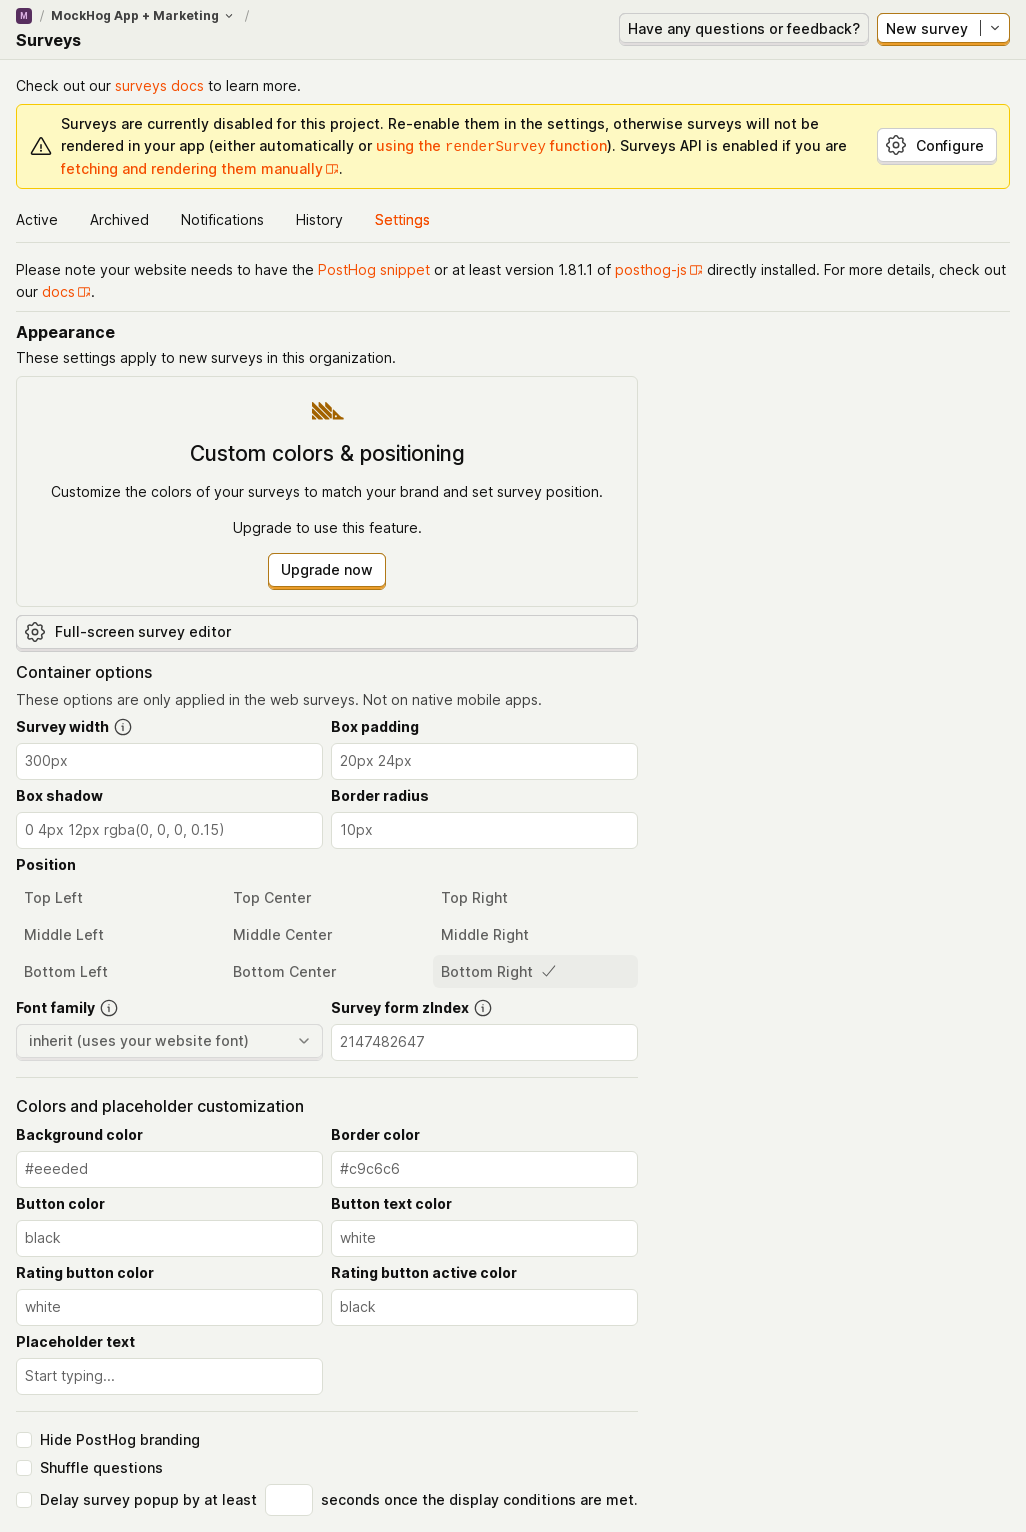 M / MockHog App + Marketing /
Surveys
Have any questions or feedback?
New survey
Check out our surveys docs to learn more.
Surveys are currently disabled for this project. Re-enable them in the settings, otherwise surveys will not be
rendered in your app (either automatically or using the renderSurvey function). Surveys API is enabled if you are
fetching and rendering them manually.
Configure
Active Archived Notifications History Settings
Please note your website needs to have the PostHog snippet or at least version 1.81.1 of posthog-js directly installed. For more details, check out
our docs.
Appearance
These settings apply to new surveys in this organization.
Custom colors & positioning
Customize the colors of your surveys to match your brand and set survey position.
Upgrade to use this feature.
Upgrade now
Full-screen survey editor
Container options
These options are only applied in the web surveys. Not on native mobile apps.
Survey width Box padding
300px 20px 24px
Box shadow Border radius
0 4px 12px rgba(0, 0, 0, 0.15) 10px
Position
Top Left Top Center Top Right
Middle Left Middle Center Middle Right
Bottom Left Bottom Center Bottom Right
Font family Survey form zIndex
inherit (uses your website font) 2147482647
Colors and placeholder customization
Background color Border color
#eeeded #c9c6c6
Button color Button text color
black white
Rating button color Rating button active color
white black
Placeholder text
Start typing...
Hide PostHog branding
Shuffle questions
Delay survey popup by at least seconds once the display conditions are met.